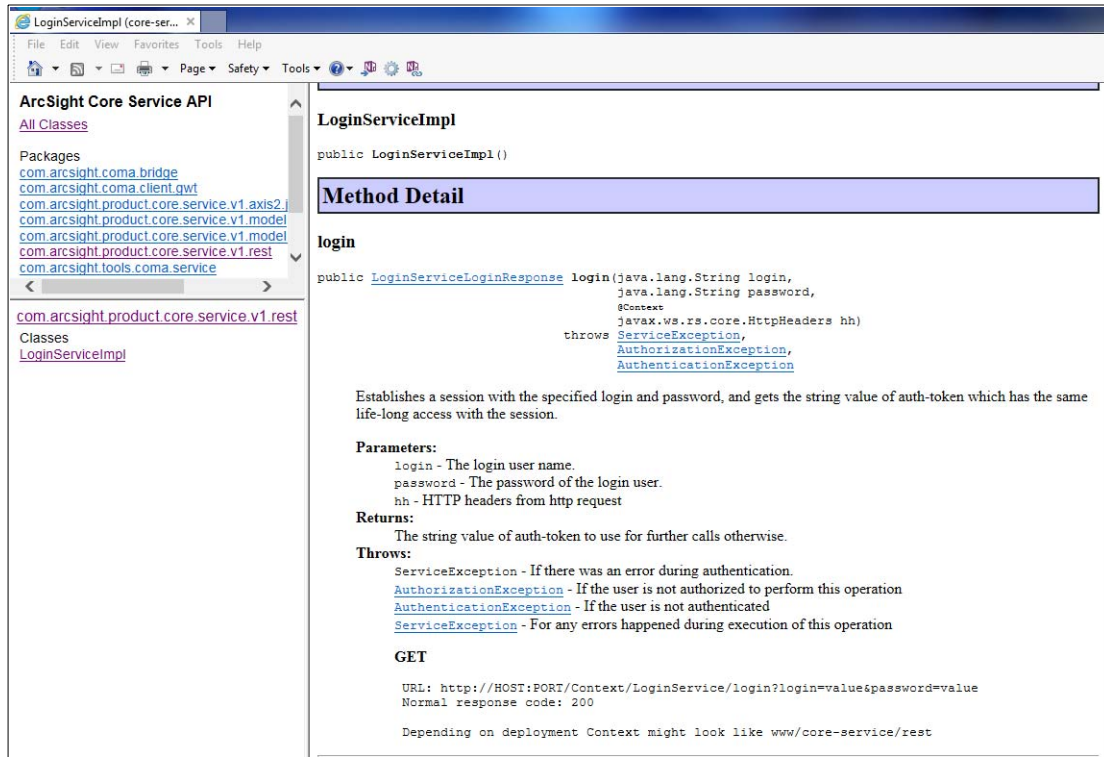 LoginServiceImpl (core-ser...
File Edit View Favorites Tools Help
Page Safety Tools
ArcSight Core Service API
All Classes
Packages
com.arcsight.coma.bridge
com.arcsight.coma.client.gwt
com.arcsight.product.core.service.v1.axis2.j
com.arcsight.product.core.service.v1.model
com.arcsight.product.core.service.v1.model
com.arcsight.product.core.service.v1.rest
com.arcsight.tools.coma.service
com.arcsight.product.core.service.v1.rest
Classes
LoginServiceImpl
LoginServiceImpl
public LoginServiceImpl()
Method Detail
login
public LoginServiceLoginResponse login(java.lang.String login,
java.lang.String password,
@Context
javax.ws.rs.core.HttpHeaders hh)
throws ServiceException,
AuthorizationException,
AuthenticationException
Establishes a session with the specified login and password, and gets the string value of auth-token which has the same
life-long access with the session.
Parameters:
login - The login user name.
password - The password of the login user.
hh - HTTP headers from http request
Returns:
The string value of auth-token to use for further calls otherwise.
Throws:
ServiceException - If there was an error during authentication.
AuthorizationException - If the user is not authorized to perform this operation
AuthenticationException - If the user is not authenticated
ServiceException - For any errors happened during execution of this operation
GET
URL: http://HOST:PORT/Context/LoginService/login?login=value&password=value
Normal response code: 200
Depending on deployment Context might look like www/core-service/rest